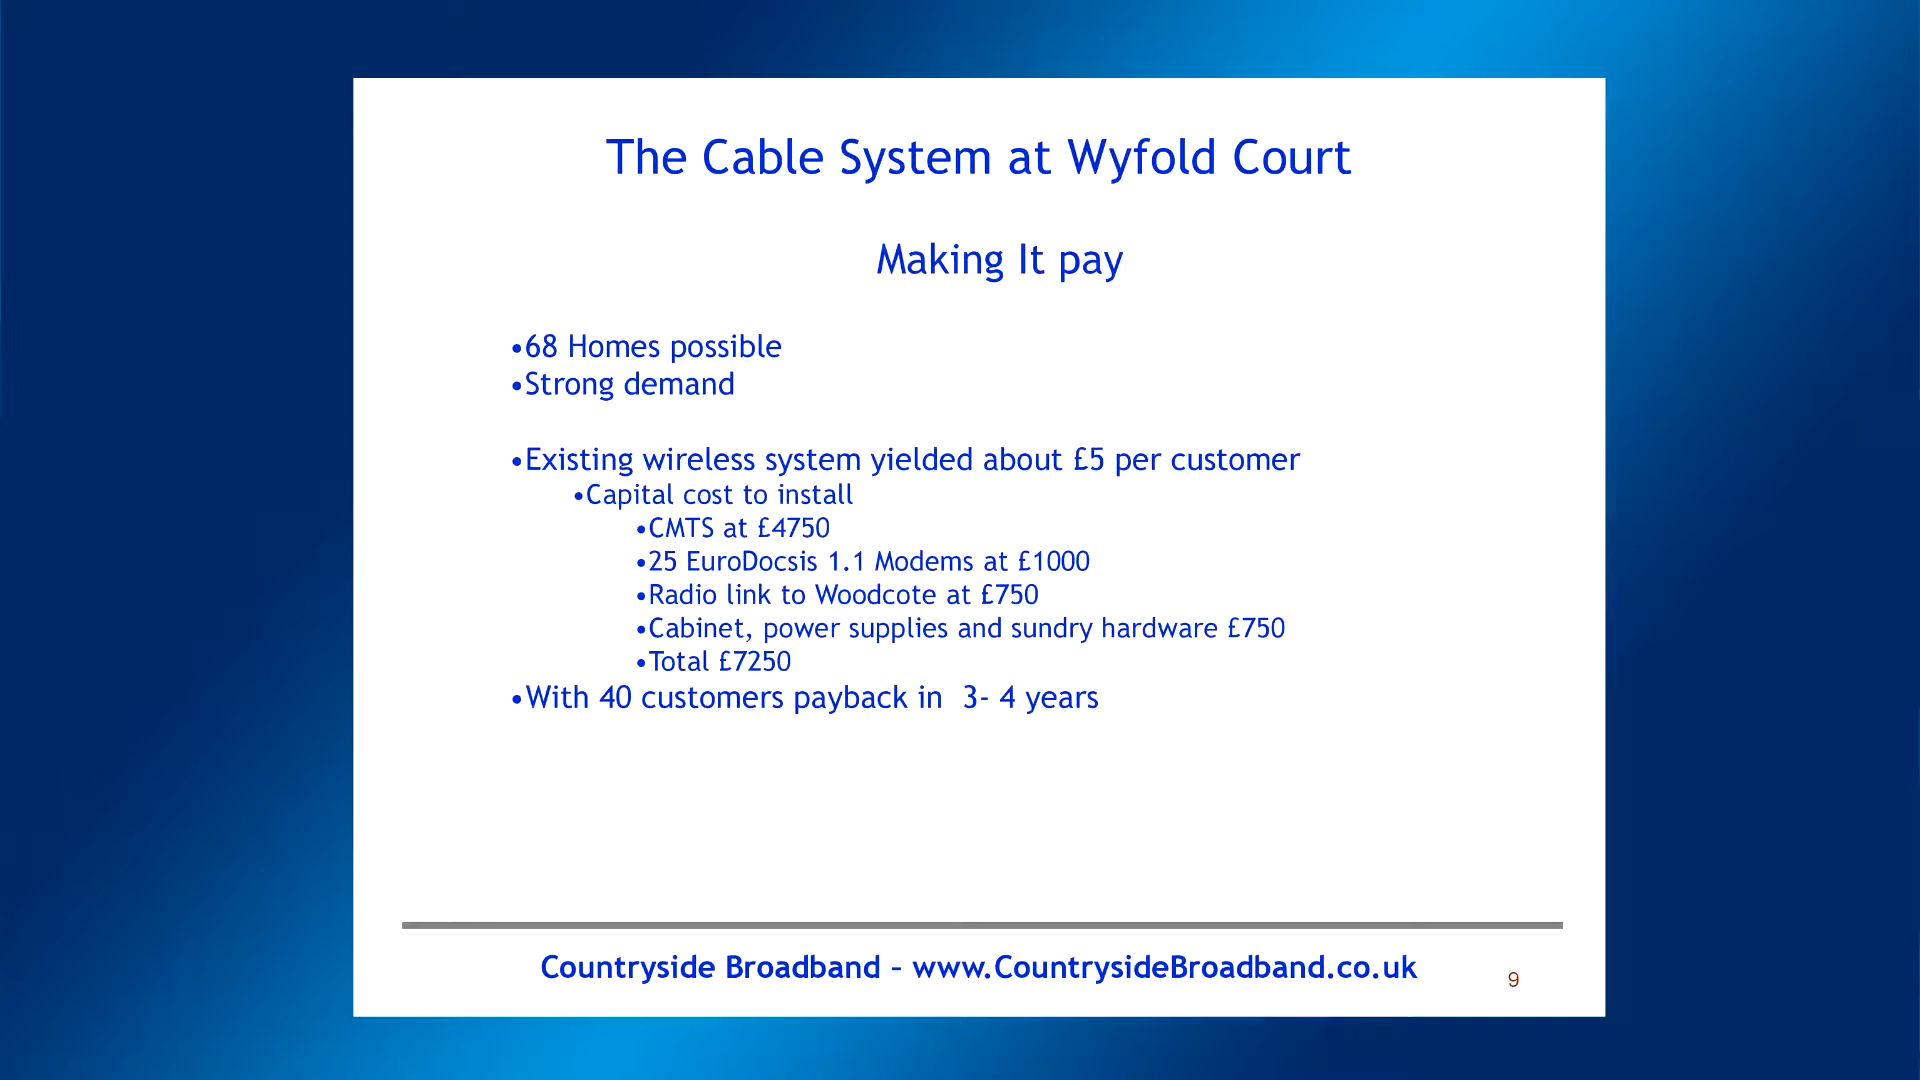 The Cable System at Wyfold Court
Making It pay
•68 Homes possible
•Strong demand
•Existing wireless system yielded about £5 per customer
•Capital cost to install
•CMTS at £4750
•25 EuroDocsis 1.1 Modems at £1000
•Radio link to Woodcote at £750
•Cabinet, power supplies and sundry hardware £750
•Total £7250
•With 40 customers payback in  3- 4 years
Countryside Broadband – www.CountrysideBroadband.co.uk
9